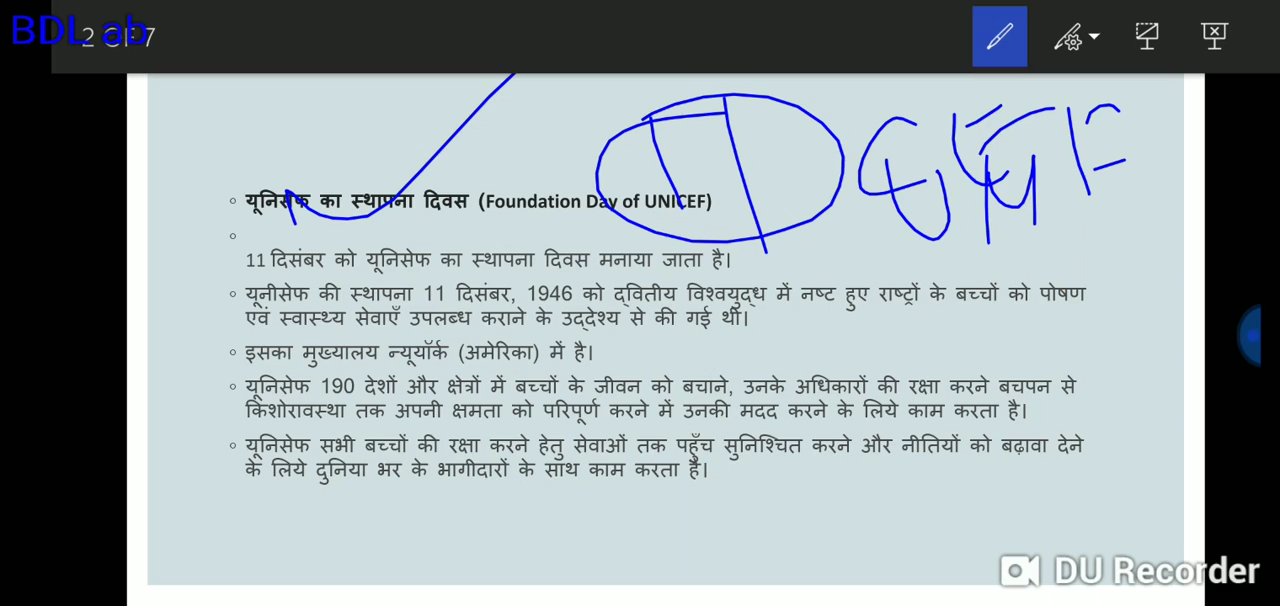 BDL ab
2 OF 7
यूनिसेफ का स्थापना दिवस (Foundation Day of UNICEF)
11 दिसंबर को यूनिसेफ का स्थापना दिवस मनाया जाता है।
यूनीसेफ की स्थापना 11 दिसंबर, 1946 को द्वितीय विश्वयुद्ध में नष्ट हुए राष्ट्रों के बच्चों को पोषण
एवं स्वास्थ्य सेवाएँ उपलब्ध कराने के उद्देश्य से की गई थी।
इसका मुख्यालय न्यूयॉर्क (अमेरिका) में है।
यूनिसेफ 190 देशों और क्षेत्रों में बच्चों के जीवन को बचाने, उनके अधिकारों की रक्षा करने बचपन से
किशोरावस्था तक अपनी क्षमता को परिपूर्ण करने में उनकी मदद करने के लिये काम करता है।
यूनिसेफ सभी बच्चों की रक्षा करने हेतु सेवाओं तक पहुँच सुनिश्चित करने और नीतियों को बढ़ावा देने
के लिये दुनिया भर के भागीदारों के साथ काम करता है।
DU Recorder